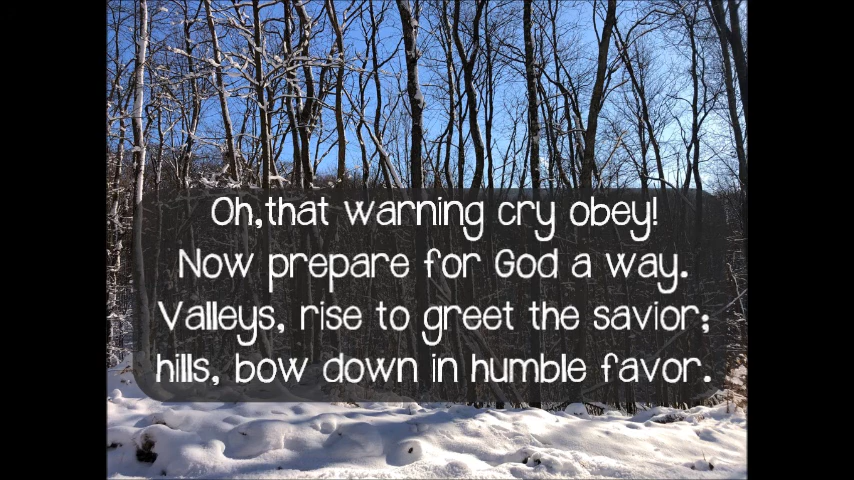 Oh,that warning cry obey!
Now prepare for God a way.
Valleys, rise to greet the savior;
hills, bow down in humble favor.